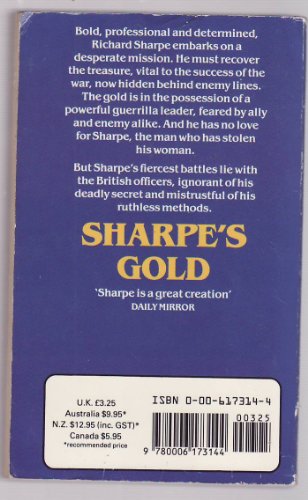 Bold, professional and determined,
Richard Sharpe embarks on a
desperate mission. He must recover
the treasure, vital to the success of the
war, now hidden behind enemy lines.
The gold is in the possession of a
powerful guerrilla leader, feared by ally
and enemy alike. And he has no love
for Sharpe, the man who has stolen
his woman.
But Sharpe's fiercest battles lie with
the British officers, ignorant of his
deadly secret and mistrustful of his
ruthless methods.
SHARPE'S
GOLD
'Sharpe is a great creation'
DAILY MIRROR
U.K. £3.25
Australia $9.95*
N.Z. $12.95 (inc. GST)*
Canada $5.95
*recommended price
ISBN 0-00-617314-4
00325
9 780006 173144